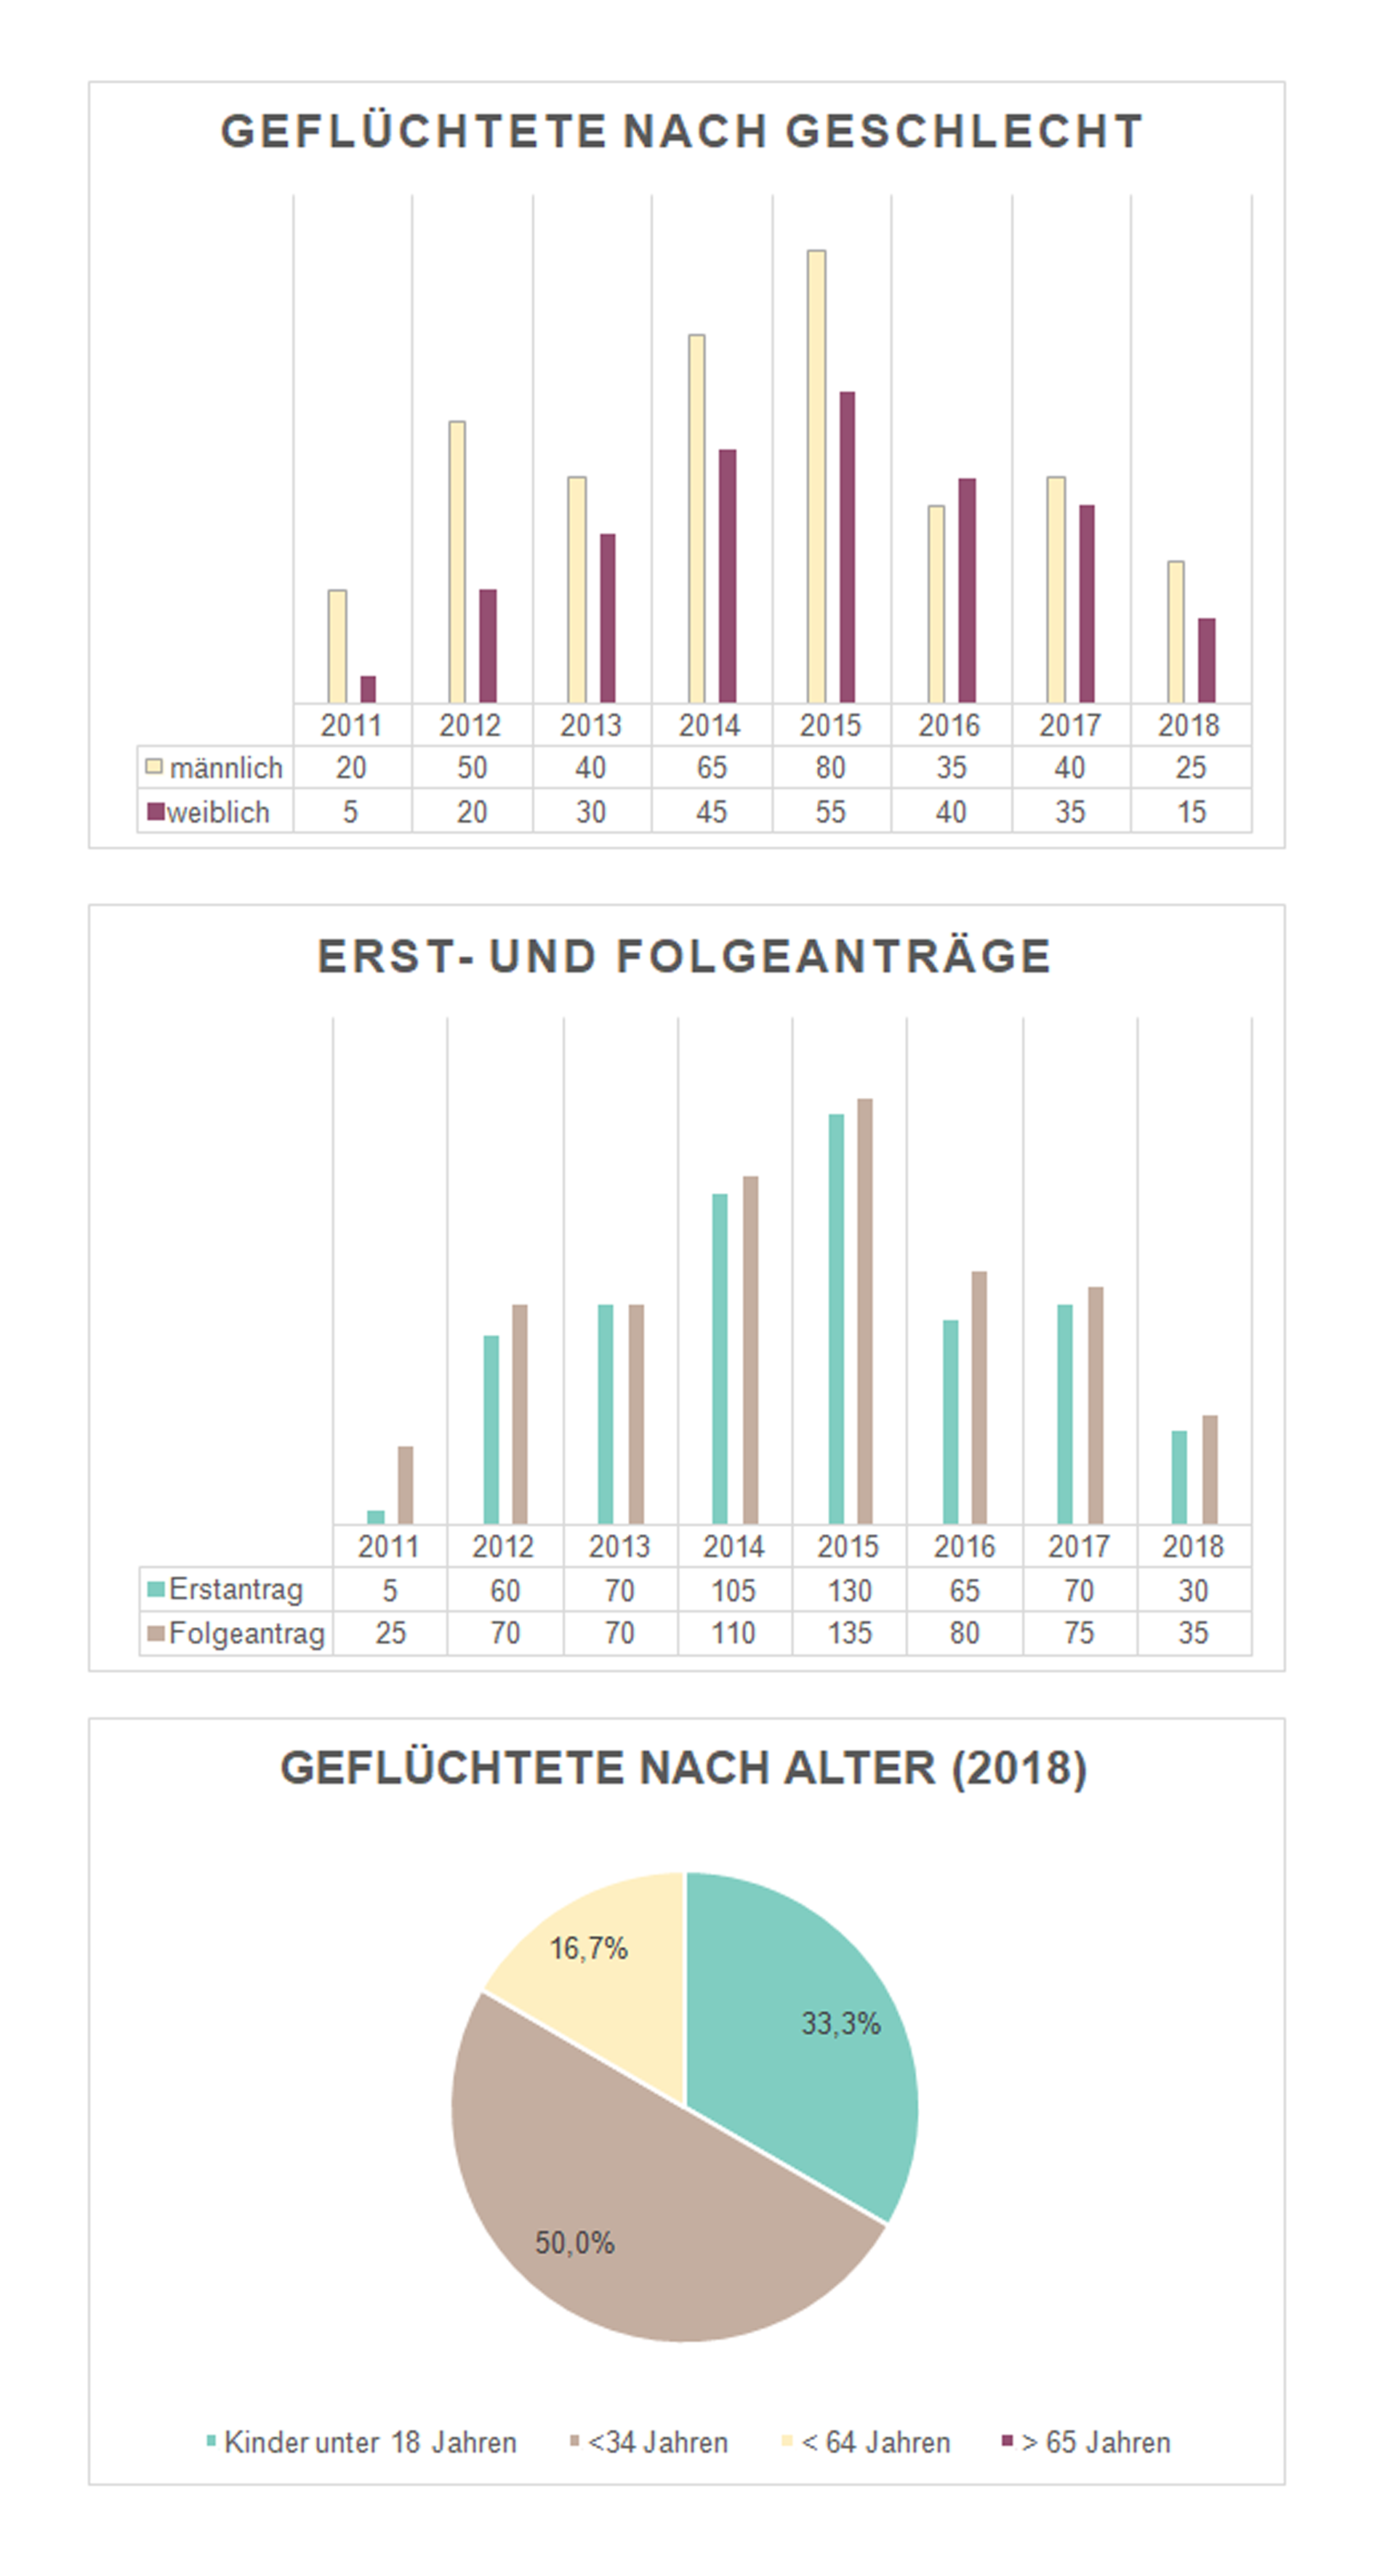 GEFLÜCHTETE NACH GESCHLECHT
2011 2012 2013 2014 2015 2016 2017 2018
männlich 20 50 40 65 80 35 40 25
weiblich 5 20 30 45 55 40 35 15
ERST- UND FOLGEANTRÄGE
2011 2012 2013 2014 2015 2016 2017 2018
Erstantrag 5 60 70 105 130 65 70 30
Folgeantrag 25 70 70 110 135 80 75 35
GEFLÜCHTETE NACH ALTER (2018)
16,7%
33,3%
50,0%
Kinder unter 18 Jahren <34 Jahren < 64 Jahren > 65 Jahren